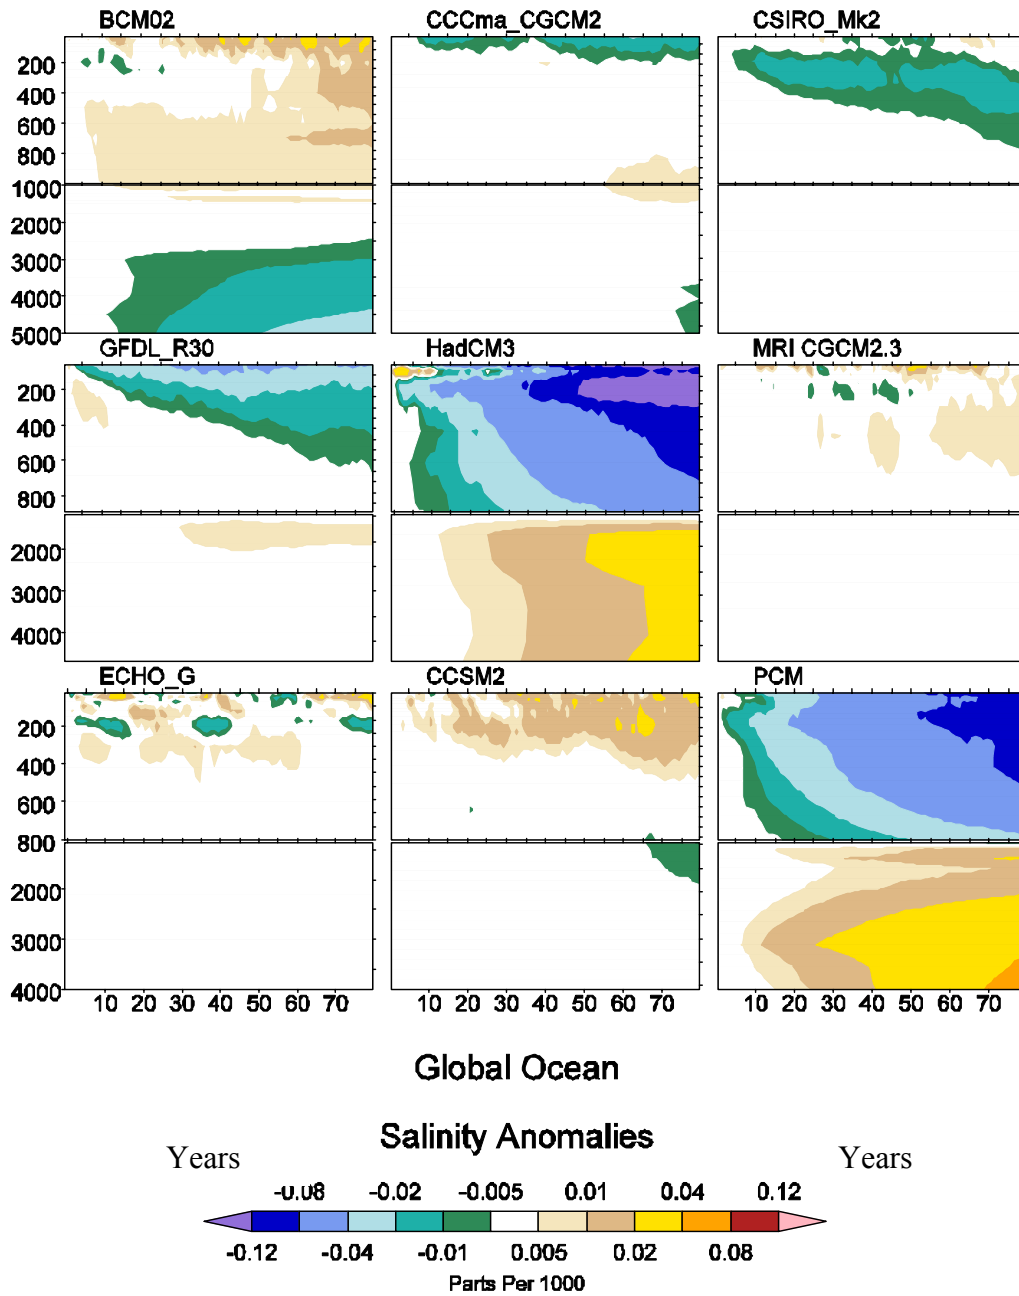 BCM02 CCCma_CGCM2 CSIRO_Mk2
200
400
600
800
1000
2000
3000
4000
5000
GFDL_R30 HadCM3 MRI CGCM2.3
200
400
600
800
2000
3000
4000
ECHO_G CCSM2 PCM
200
400
600
800
800
2000
3000
4000
10 20 30 40 50 60 70 10 20 30 40 50 60 70 10 20 30 40 50 60 70
Global Ocean
Salinity Anomalies
Years Years
-0.08 -0.02 -0.005 0.01 0.04 0.12
-0.12 -0.04 -0.01 0.005 0.02 0.08
Parts Per 1000